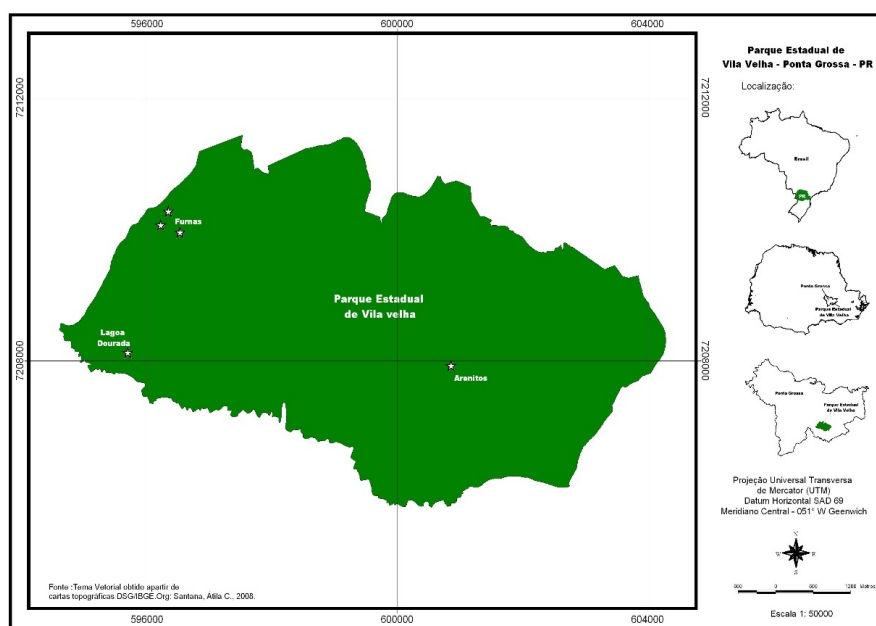 596000
600000
604000
7212000
7212000
7208000
7208000
Furnas
Parque Estadual
de Vila velha
Lagoa
Dourada
Arenitos
Fonte :Tema Vetorial obtido apartir de
cartas topográficas DSG/IBGE.Org: Santana, Atila C., 2008.
596000
600000
604000
Parque Estadual de
Vila Velha - Ponta Grossa - PR
Localização:
Brasil
PR
Ponta Grossa
Parque Estadual
de Vila Velha
Ponta Grossa
Parque Estadual
de Vila Velha
Projeção Universal Transversa
de Mercator (UTM)
Datum Horizontal SAD 69
Meridiano Central - 051° W Geenwich
N
W E
S
600 0 600 1200 Metros
Escala 1: 50000